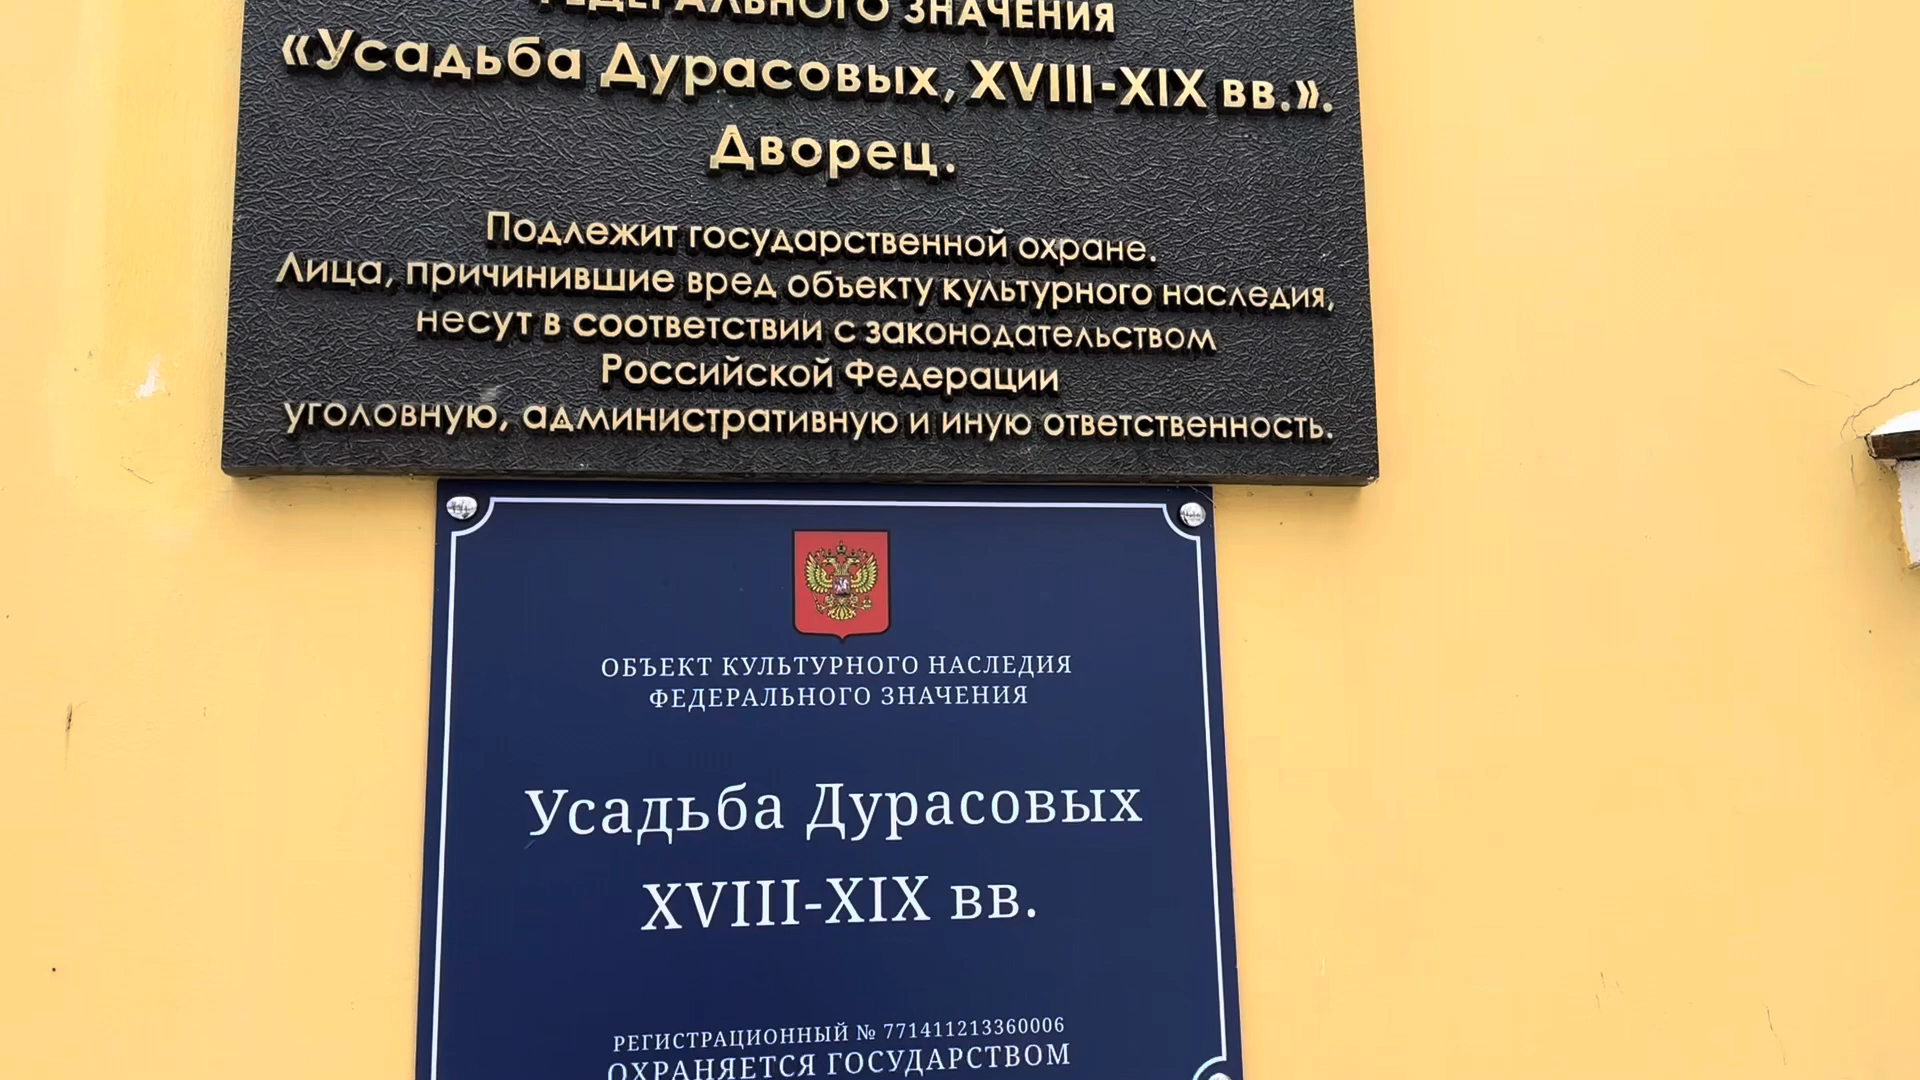 ФЕДЕРАЛЬНОГО ЗНАЧЕНИЯ
«Усадьба Дурасовых, XVIII-XIX вв.».
Дворец.
Подлежит государственной охране.
Лица, причинившие вред объекту культурного наследия,
несут в соответствии с законодательством
Российской Федерации
уголовную, административную и иную ответственность.
ОБЪЕКТ КУЛЬТУРНОГО НАСЛЕДИЯ
ФЕДЕРАЛЬНОГО ЗНАЧЕНИЯ
Усадьба Дурасовых
XVIII-XIX вв.
РЕГИСТРАЦИОННЫЙ № 771411213360006
ОХРАНЯЕТСЯ ГОСУДАРСТВОМ